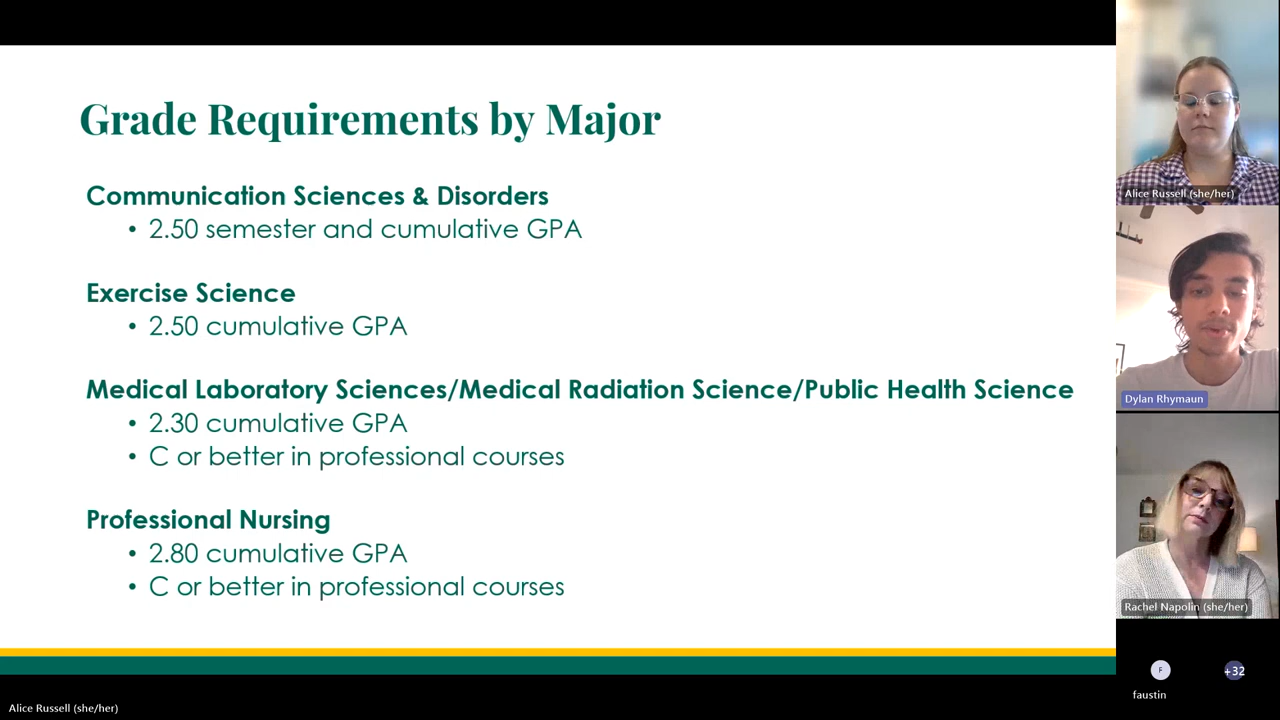 Grade Requirements by Major
Communication Sciences & Disorders
• 2.50 semester and cumulative GPA
Exercise Science
• 2.50 cumulative GPA
Medical Laboratory Sciences/Medical Radiation Science/Public Health Science
• 2.30 cumulative GPA
• C or better in professional courses
Professional Nursing
• 2.80 cumulative GPA
• C or better in professional courses
Alice Russell (she/her)
Dylan Rhymaun
Rachel Napolin (she/her)
F
+32
faustin
Alice Russell (she/her)